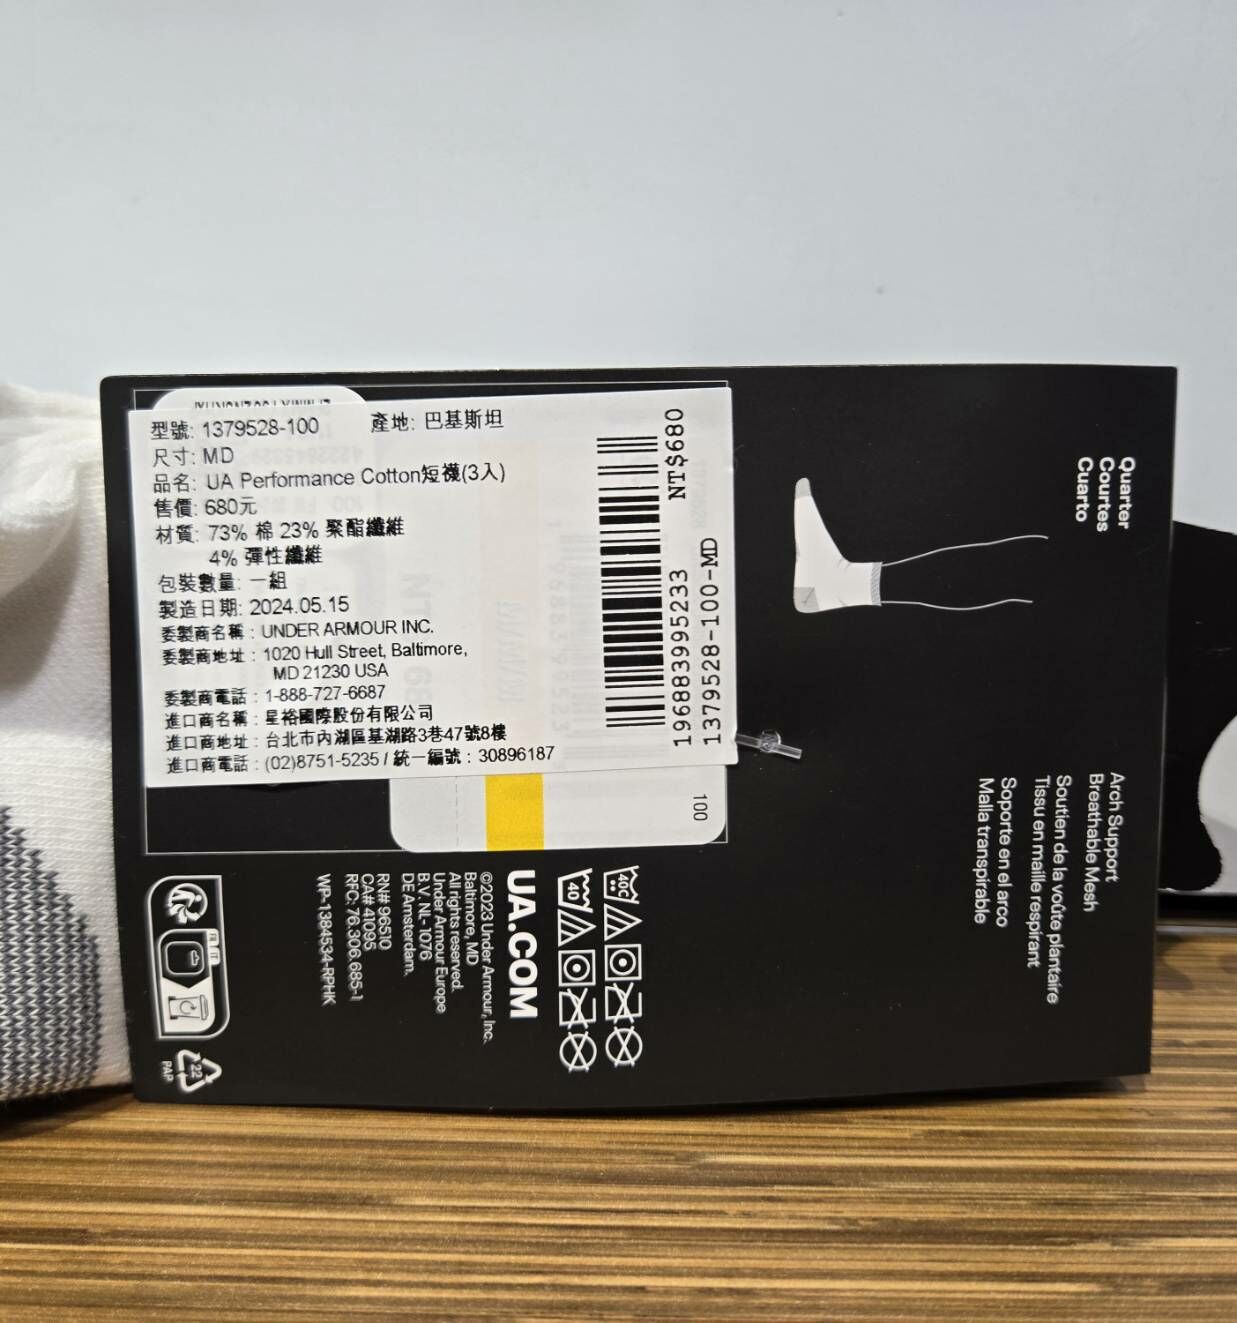 型號: 1379528-100 產地: 巴基斯坦
尺寸: MD
品名: UA Performance Cotton短襪(3入)
售價: 680元
材質: 73% 棉 23% 聚酯纖維
4% 彈性纖維
包裝數量: 一組
製造日期: 2024.05.15
委製商名稱 : UNDER ARMOUR INC.
委製商地址 : 1020 Hull Street, Baltimore,
MD 21230 USA
委製商電話 : 1-888-727-6687
進口商名稱 : 星裕國際股份有限公司
進口商地址 : 台北市內湖區基湖路3巷47號8樓
進口商電話 : (02)8751-5235 / 統一編號 : 30896187
NT$680
196883995233
1379528-100-MD
100
Quarter
Courtes
Cuarto
Arch Support
Breathable Mesh
Soutien de la voûte plantaire
Tissu en maille respirant
Soporte en el arco
Malla transpirable
40C
40
UA.COM
©2023 Under Armour, Inc.
Baltimore, MD
All rights reserved.
Under Armour Europe
B.V. NL- 1076
DE Amsterdam.
RN# 96510
CA# 41095
RFC: 76.306.685-1
WP-1384534-RPHK
FR
IT
22
PAP